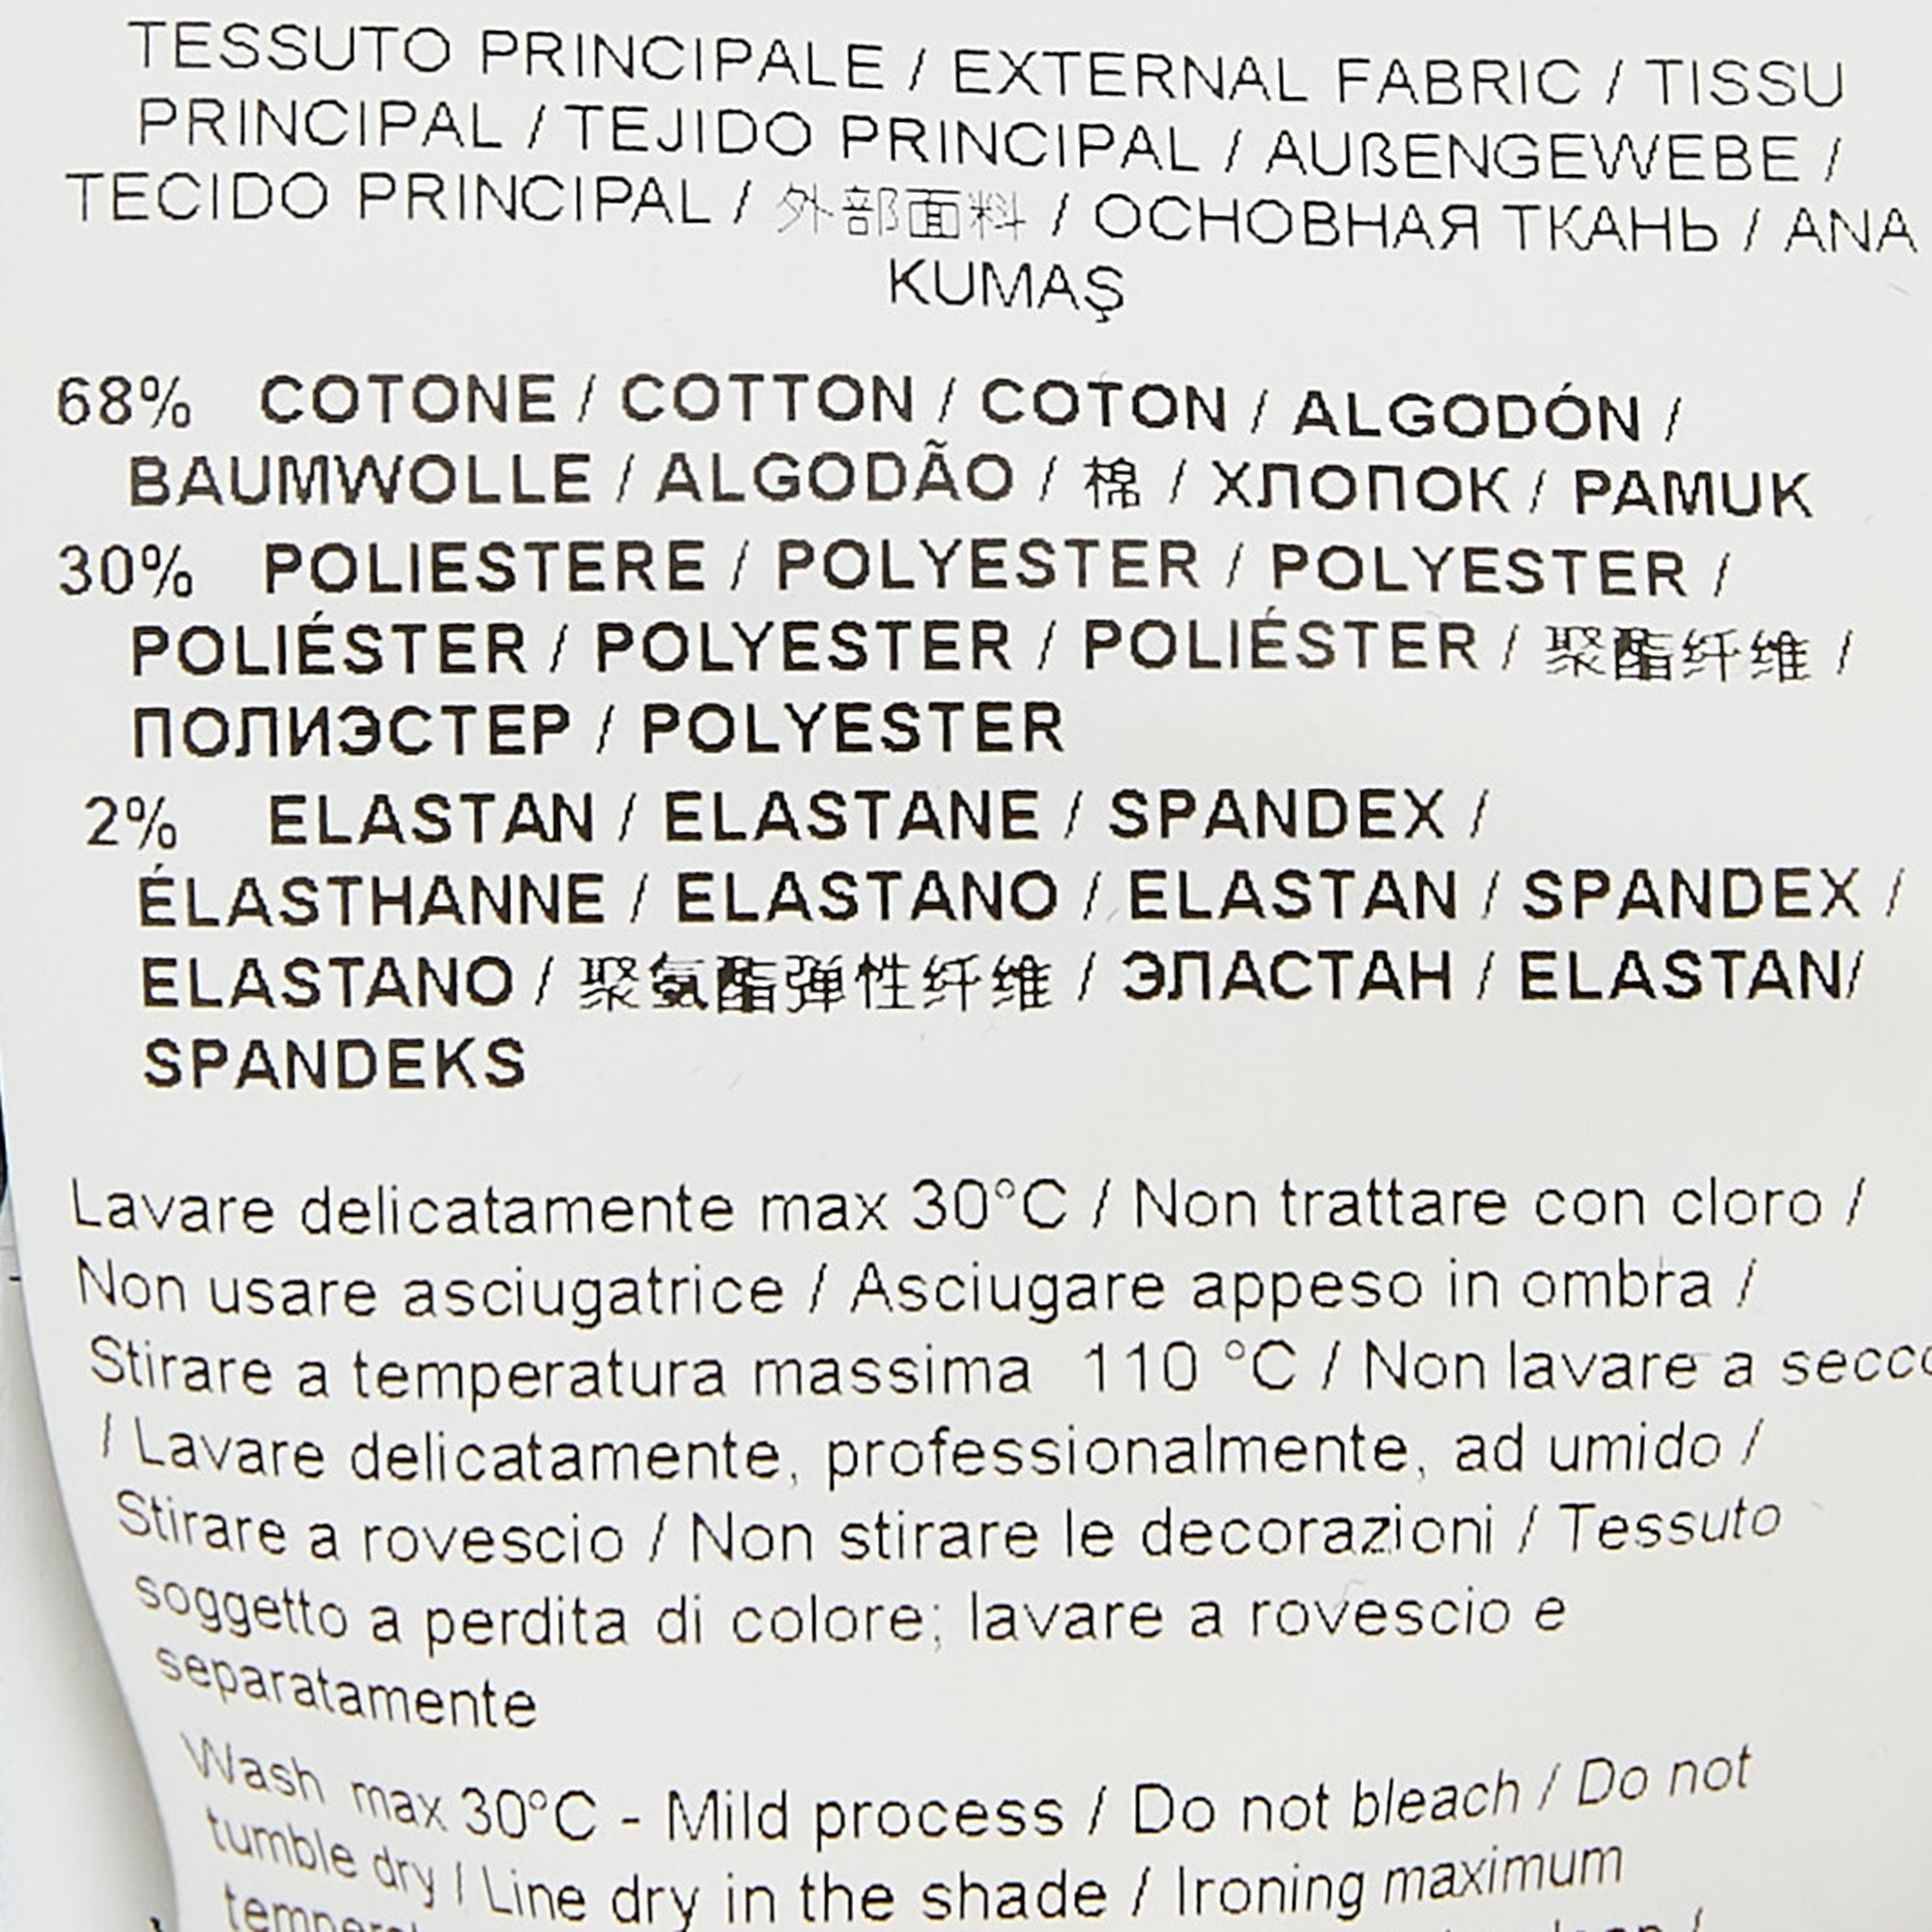 TESSUTO PRINCIPALE / EXTERNAL FABRIC / TISSU
PRINCIPAL / TEJIDO PRINCIPAL / AUßENGEWEBE /
TECIDO PRINCIPAL / 外部面料 / ОСНОВНАЯ ТКАНЬ / ANA
KUMAŞ
68% COTONE / COTTON / COTON / ALGODÓN /
BAUMWOLLE / ALGODÃO / 棉 / ХЛОПОК / PAMUK
30% POLIESTERE / POLYESTER / POLYESTER /
POLIÉSTER / POLYESTER / POLIÉSTER / 聚酯纤维 /
ПОЛИЭСТЕР / POLYESTER
2% ELASTAN / ELASTANE / SPANDEX /
ÉLASTHANNE / ELASTANO / ELASTAN / SPANDEX /
ELASTANO / 聚氨酯弹性纤维 / ЭЛАСТАН / ELASTAN/
SPANDEKS
Lavare delicatamente max 30°C / Non trattare con cloro /
Non usare asciugatrice / Asciugare appeso in ombra /
Stirare a temperatura massima 110 °C / Non lavare a secco
/ Lavare delicatamente, professionalmente, ad umido /
Stirare a rovescio / Non stirare le decorazioni / Tessuto
soggetto a perdita di colore; lavare a rovescio e
separatamente
Wash max 30°C - Mild process / Do not bleach / Do not
tumble dry / Line dry in the shade / Ironing maximum